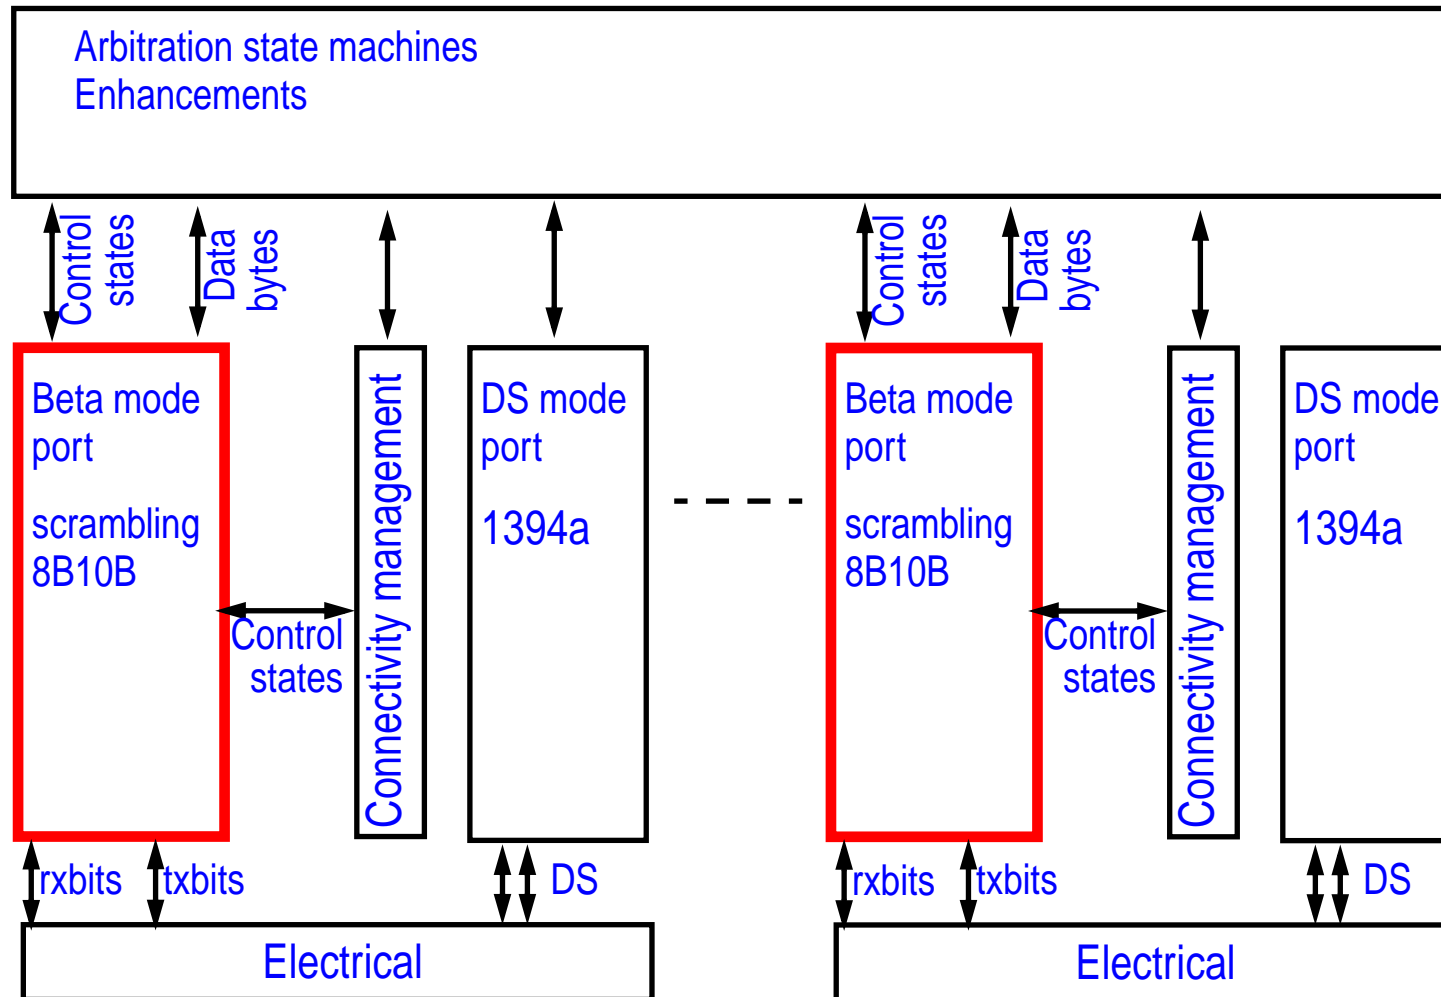 Arbitration state machines
Enhancements
Control
states
Data
bytes
Control
states
Data
bytes
Beta mode
port
scrambling
8B10B
Control
states
Connectivity management
DS mode
port
1394a
Beta mode
port
scrambling
8B10B
Control
states
Connectivity management
DS mode
port
1394a
rxbits
txbits
DS
rxbits
txbits
DS
Electrical
Electrical